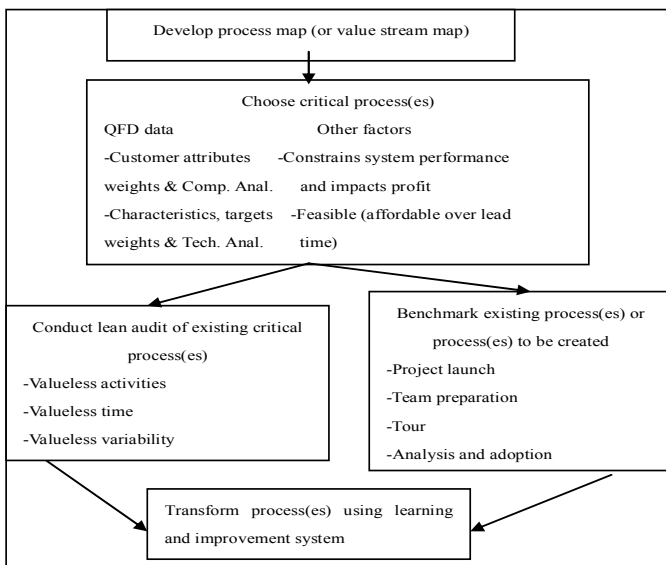 Develop process map (or value stream map)
Choose critical process(es)
QFD data Other factors
-Customer attributes -Constrains system performance
weights & Comp. Anal. and impacts profit
-Characteristics, targets -Feasible (affordable over lead
weights & Tech. Anal. time)
Conduct lean audit of existing critical
process(es)
-Valueless activities
-Valueless time
-Valueless variability
Benchmark existing process(es) or
process(es) to be created
-Project launch
-Team preparation
-Tour
-Analysis and adoption
Transform process(es) using learning
and improvement system